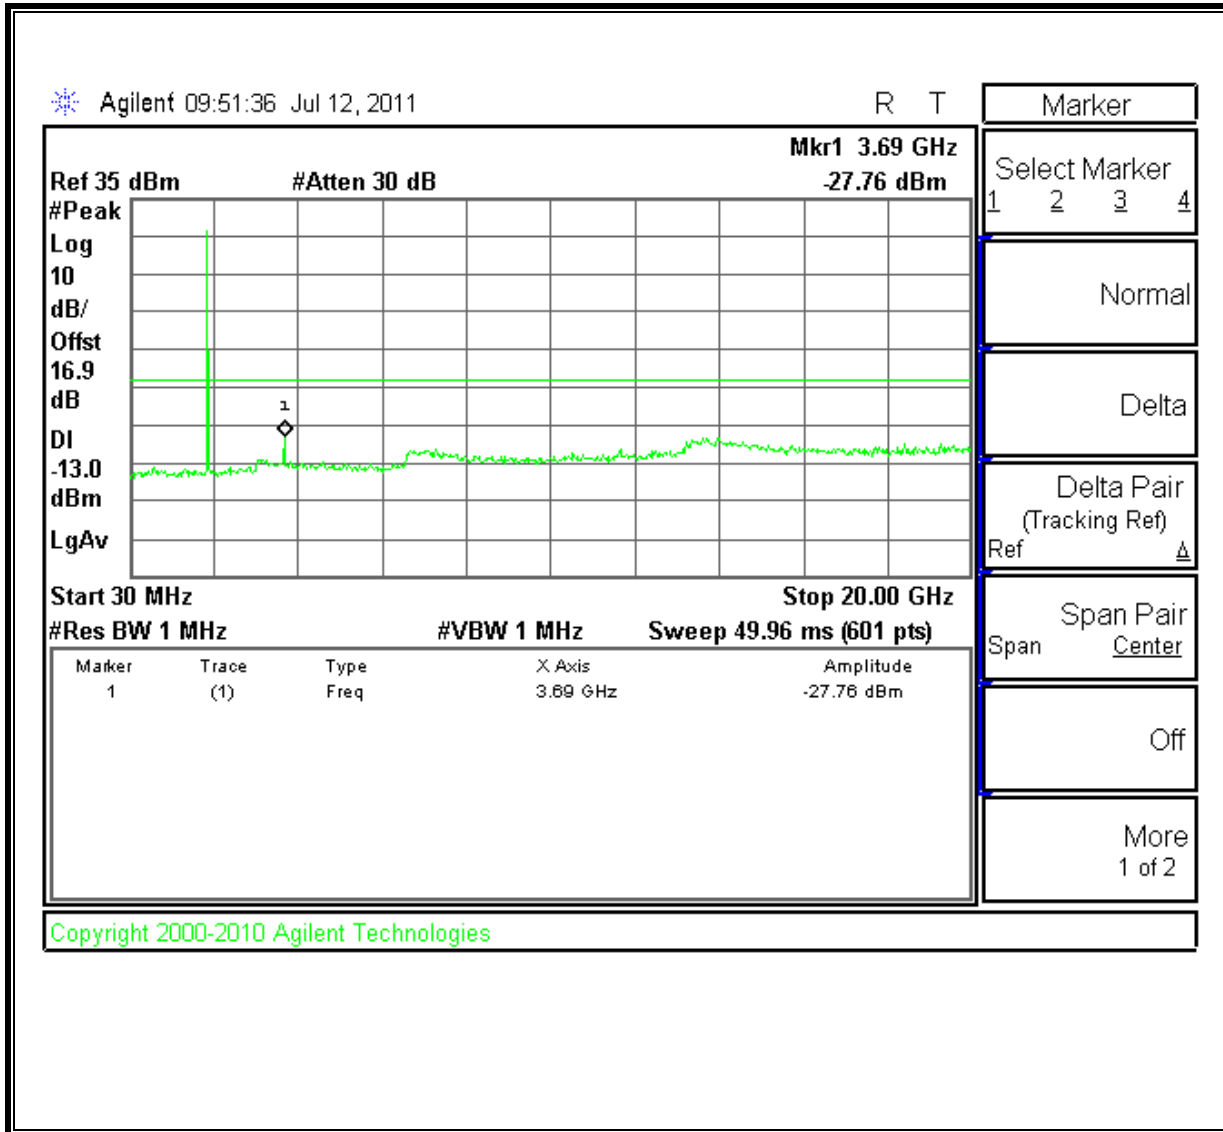 Agilent 09:51:36 Jul 12, 2011 R T
Mkr1 3.69 GHz
Ref 35 dBm #Atten 30 dB -27.76 dBm
#Peak
Log
10
dB/
Offst
16.9
dB
DI
-13.0
dBm
LgAv
1
Start 30 MHz Stop 20.00 GHz
#Res BW 1 MHz #VBW 1 MHz Sweep 49.96 ms (601 pts)
Marker Trace Type X Axis Amplitude
1 (1) Freq 3.69 GHz -27.76 dBm
Copyright 2000-2010 Agilent Technologies
Marker
Select Marker
1 2 3 4
Normal
Delta
Delta Pair
(Tracking Ref)
Ref Δ
Span Pair
Span Center
Off
More
1 of 2